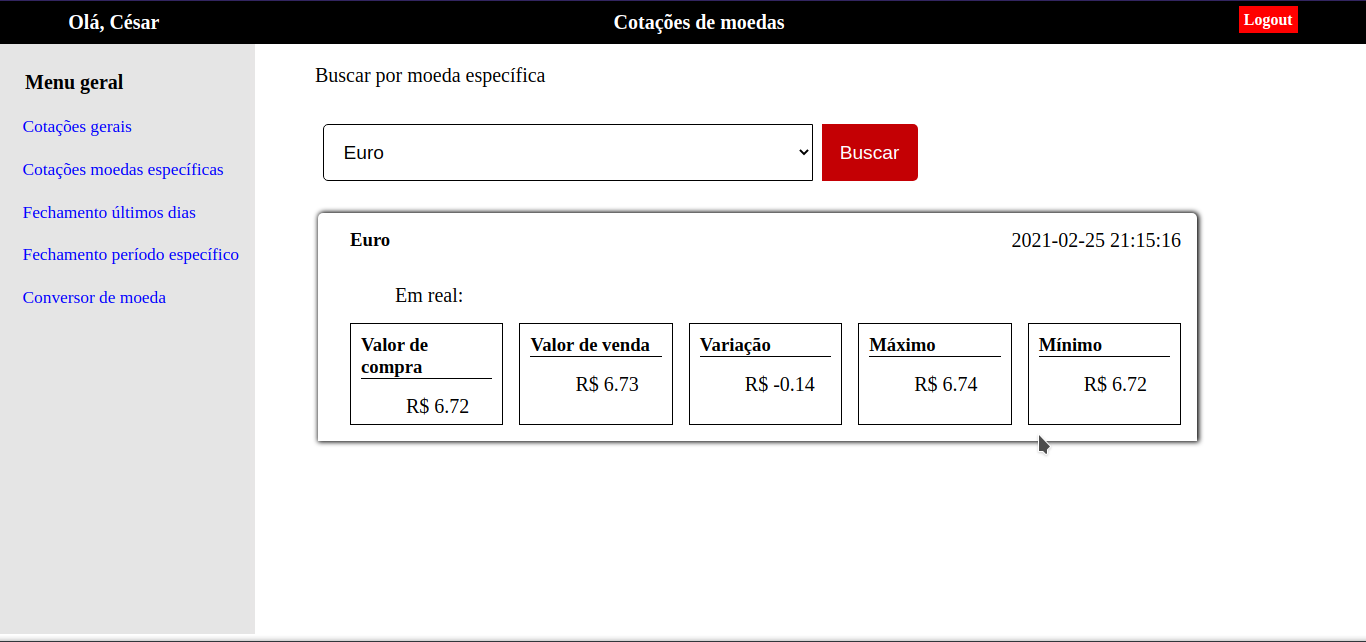 Olá, César
Cotações de moedas
Logout
Menu geral
Cotações gerais
Cotações moedas específicas
Fechamento últimos dias
Fechamento período específico
Conversor de moeda
Buscar por moeda específica
Euro
Buscar
Euro
2021-02-25 21:15:16
Em real:
Valor de
compra
R$ 6.72
Valor de venda
R$ 6.73
Variação
R$ -0.14
Máximo
R$ 6.74
Mínimo
R$ 6.72